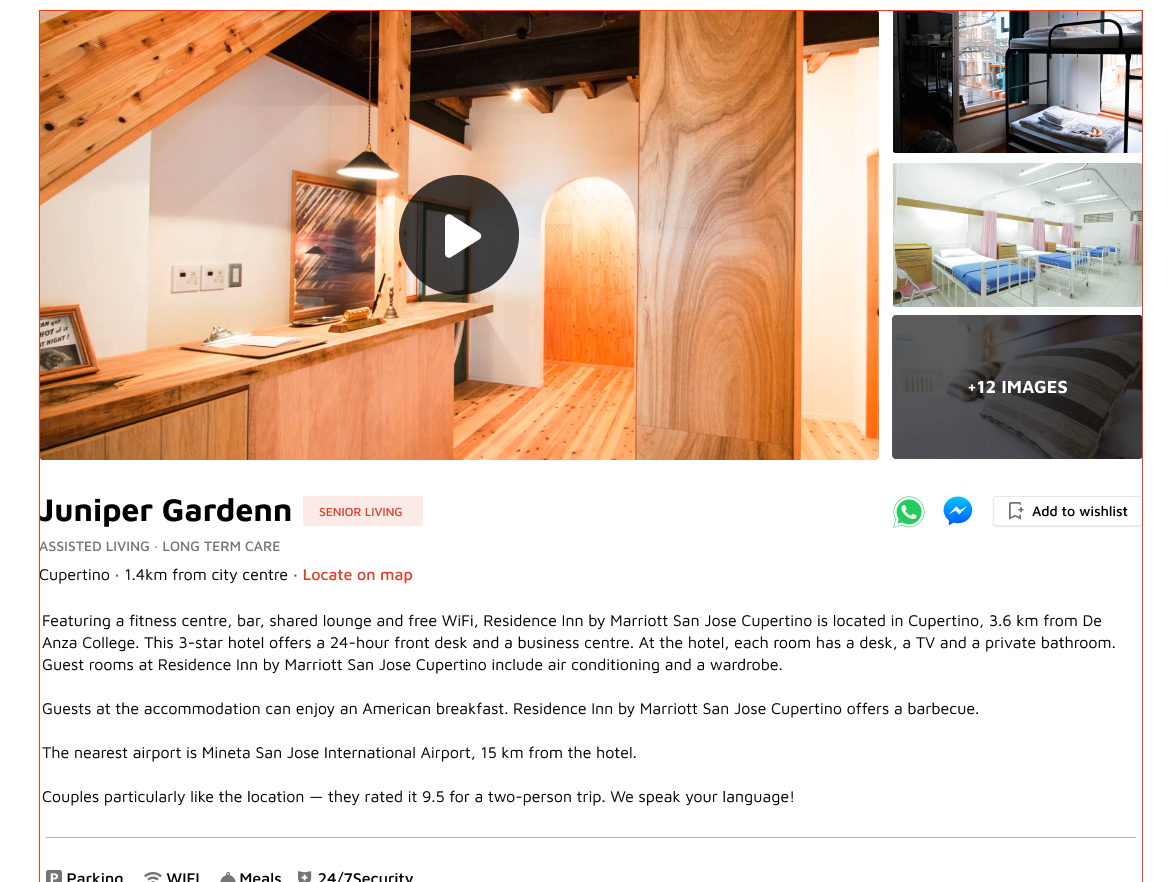 +12 IMAGES
Juniper Gardenn
SENIOR LIVING
Add to wishlist
ASSISTED LIVING · LONG TERM CARE
Cupertino · 1.4km from city centre · Locate on map
Featuring a fitness centre, bar, shared lounge and free WiFi, Residence Inn by Marriott San Jose Cupertino is located in Cupertino, 3.6 km from De
Anza College. This 3-star hotel offers a 24-hour front desk and a business centre. At the hotel, each room has a desk, a TV and a private bathroom.
Guest rooms at Residence Inn by Marriott San Jose Cupertino include air conditioning and a wardrobe.
Guests at the accommodation can enjoy an American breakfast. Residence Inn by Marriott San Jose Cupertino offers a barbecue.
The nearest airport is Mineta San Jose International Airport, 15 km from the hotel.
Couples particularly like the location — they rated it 9.5 for a two-person trip. We speak your language!
P Parking WIFI Meals 24/7Security